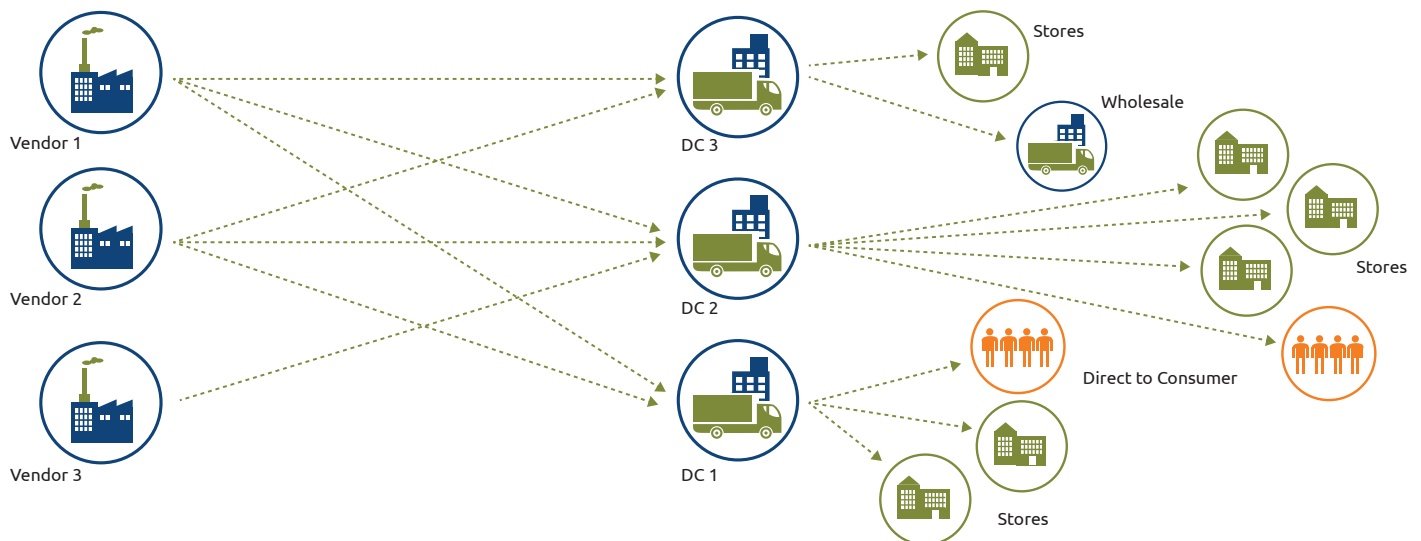 Stores
Wholesale
Vendor 1
DC 3
Stores
Vendor 2
DC 2
Direct to Consumer
Vendor 3
DC 1
Stores